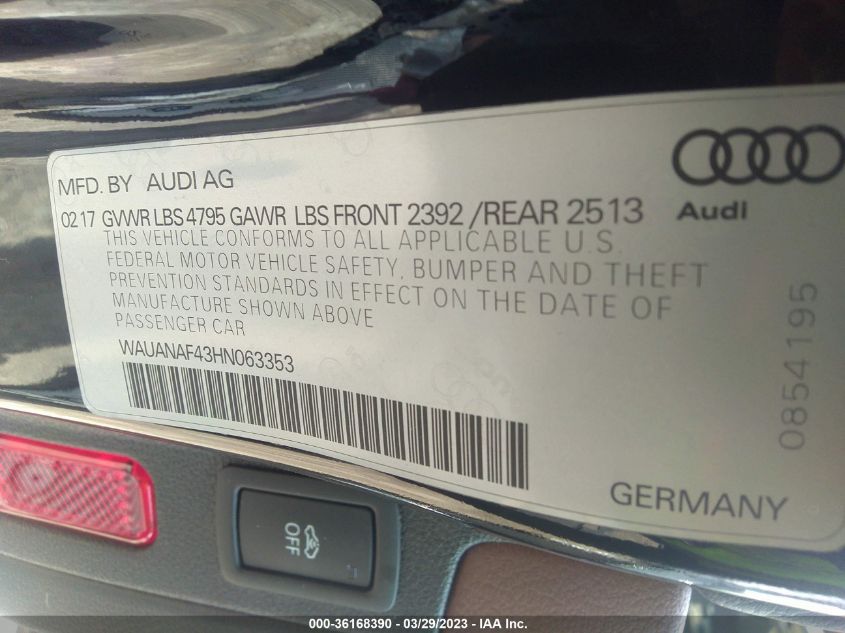 MFD. BY AUDI AG
Audi
02 17 GVWR LBS 4795 GAWR LBS FRONT 2392 /REAR 2513
THIS VEHICLE CONFORMS TO ALL APPLICABLE U.S.
FEDERAL MOTOR VEHICLE SAFETY, BUMPER AND THEFT
PREVENTION STANDARDS IN EFFECT ON THE DATE OF
MANUFACTURE SHOWN ABOVE
PASSENGER CAR
WAUANAF43HN063353
0854195
GERMANY
OFF
000-36168390 - 03/29/2023 - IAA Inc.